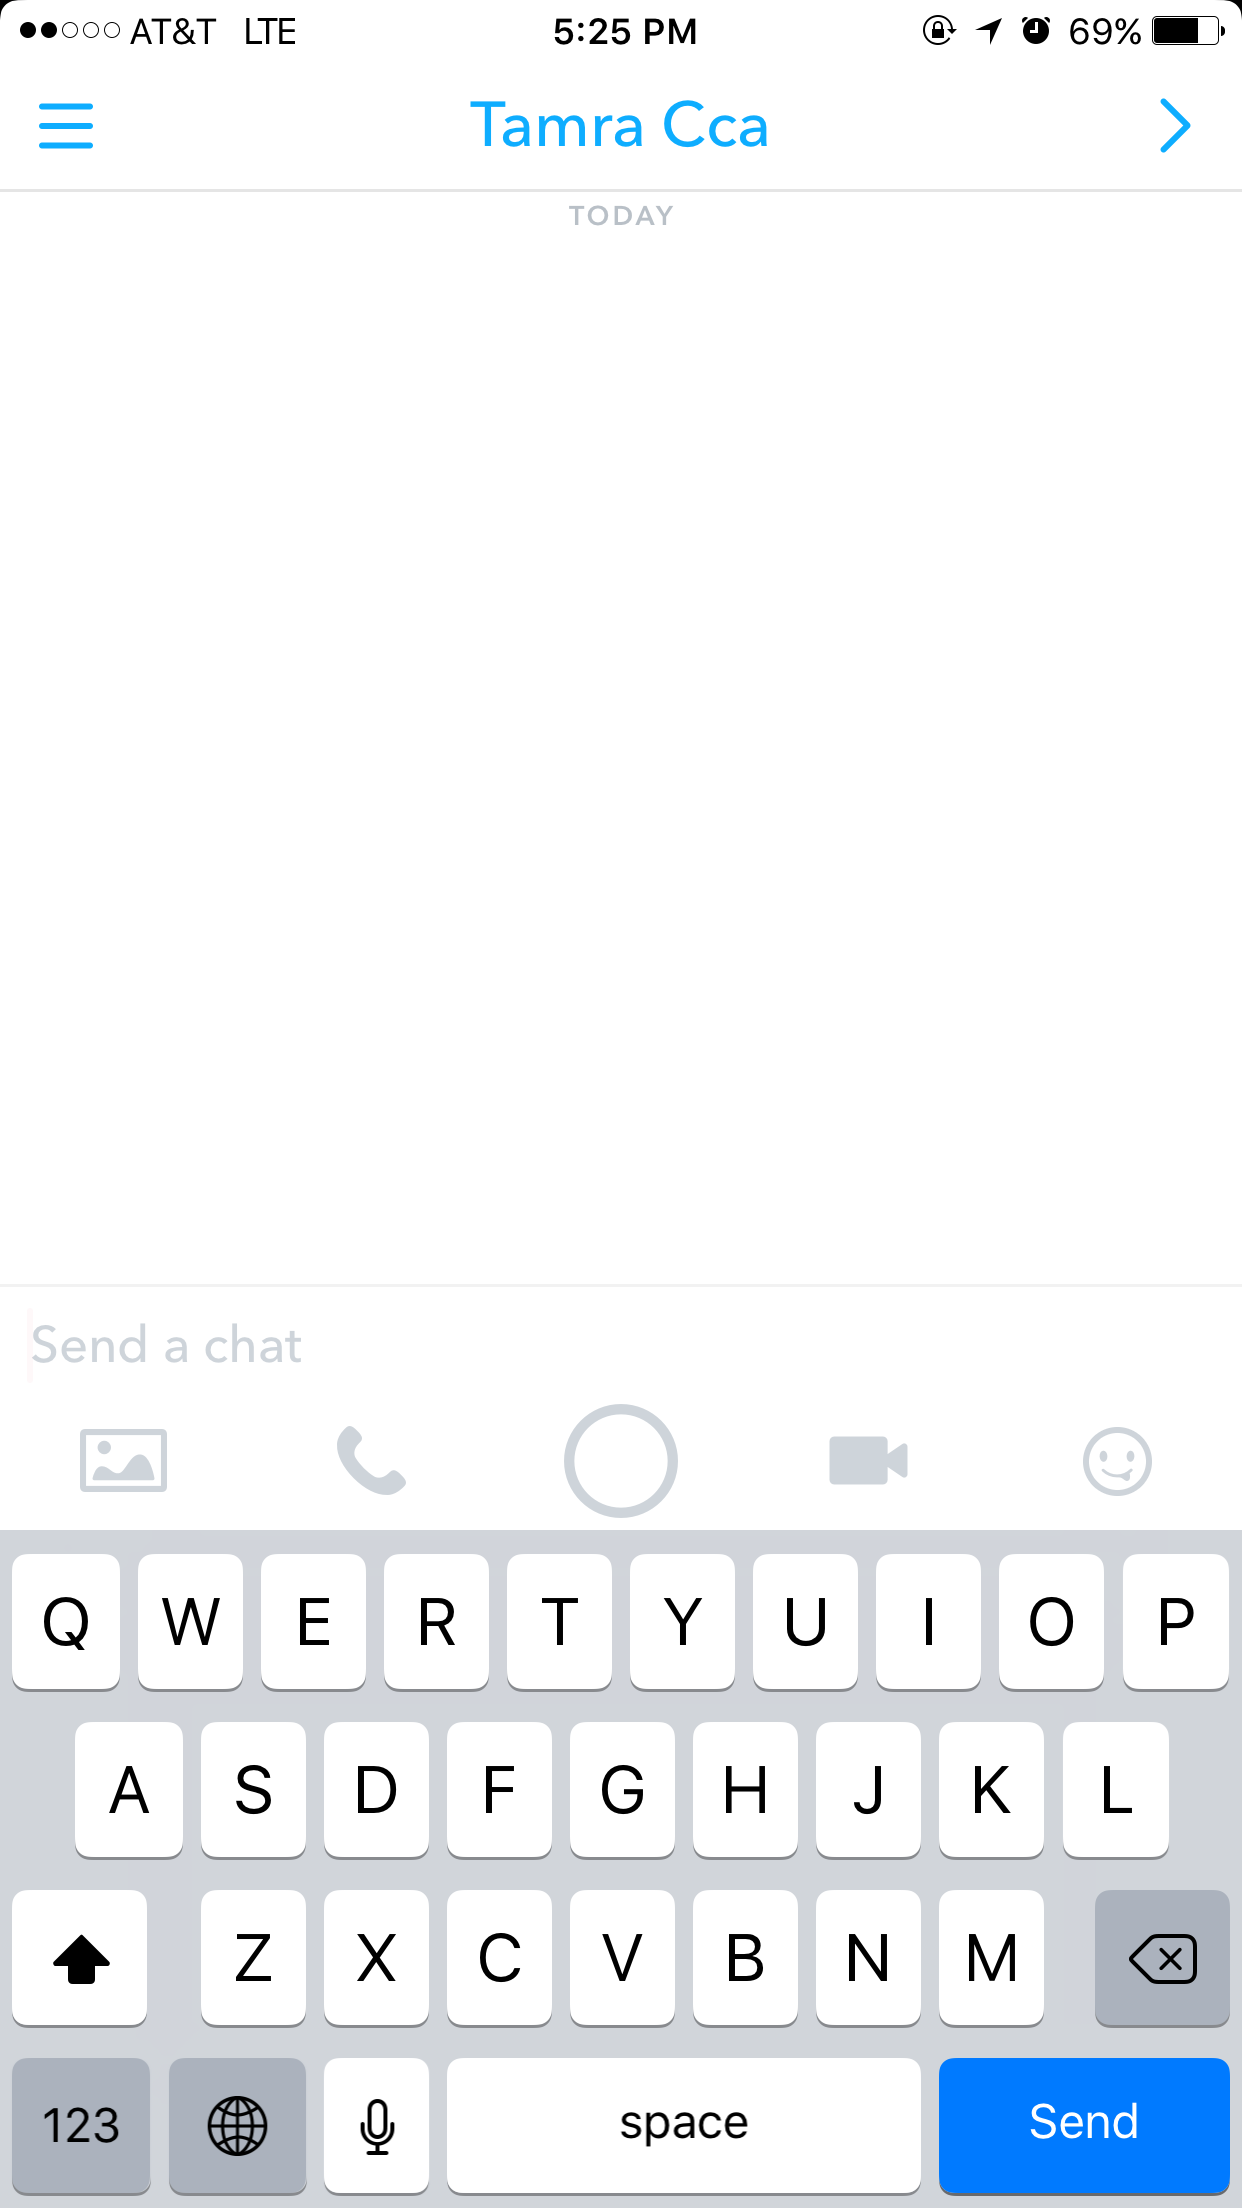 AT&T LTE 5:25 PM 69%
Tamra Cca
TODAY
Send a chat
Q W E R T Y U I O P
A S D F G H J K L
Z X C V B N M
123 space Send